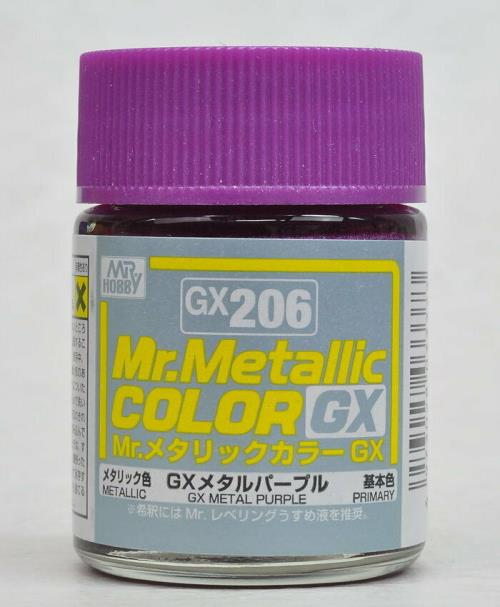 MR
HOBBY
GX206
Mr.Metallic
COLOR GX
Mr.メタリックカラー GX
メタリック色 GXメタルパープル 基本色
METALLIC GX METAL PURPLE PRIMARY
※希釈には Mr. レベリングうすめ液を推奨。